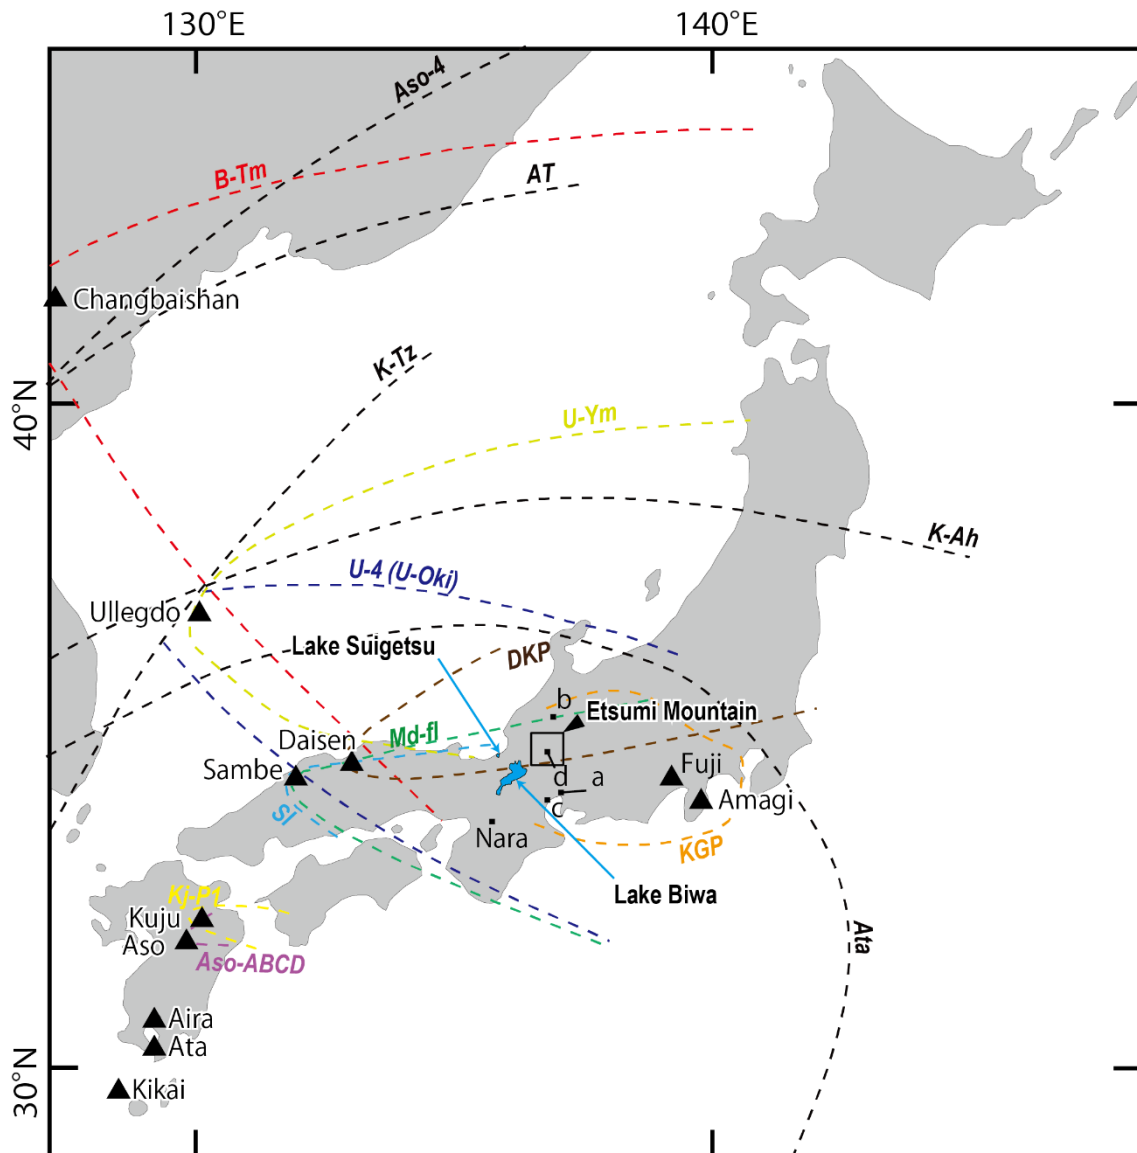 130°E
140°E
Aso-4
B-Tm
AT
Changbaishan
K-Tz
40°N
U-Ym
K-Ah
U-4 (U-Oki)
Ullegdo
Lake Suigetsu
DKP
b
Etsumi Mountain
Daisen
Md-fl
Sambe
Fuji
d
a
Amagi
c
Sl
Nara
KGP
Kj-P1
Lake Biwa
Kuju
Ata
Aso
Aso-ABCD
Aira
Ata
Kikai
30°N